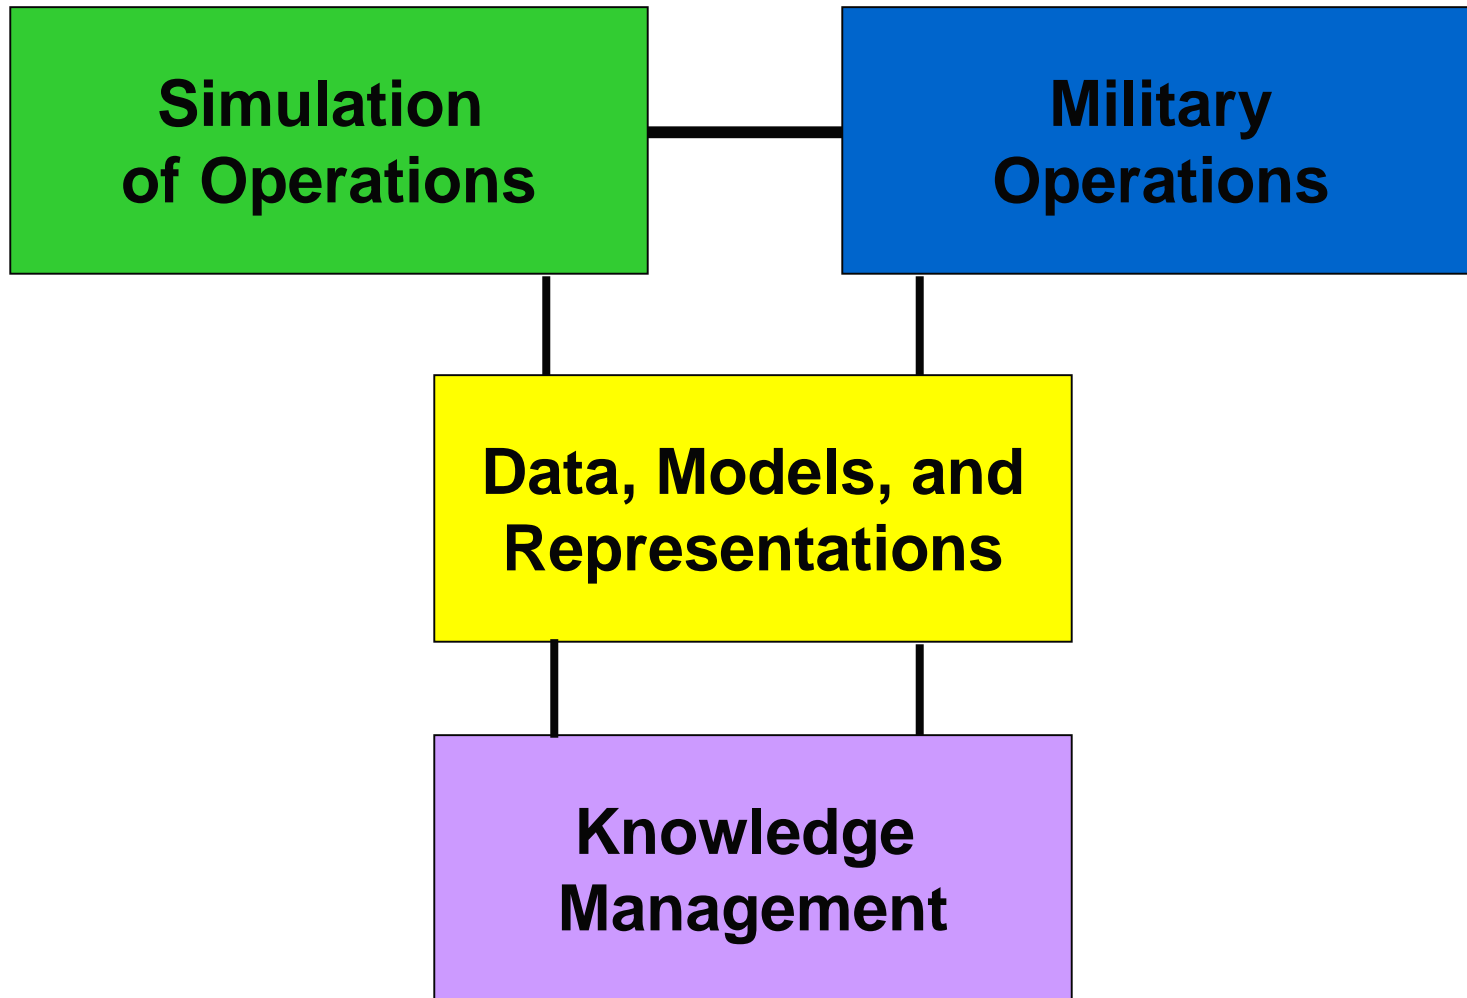 Simulation
of Operations
Military
Operations
Data, Models, and
Representations
Knowledge
Management